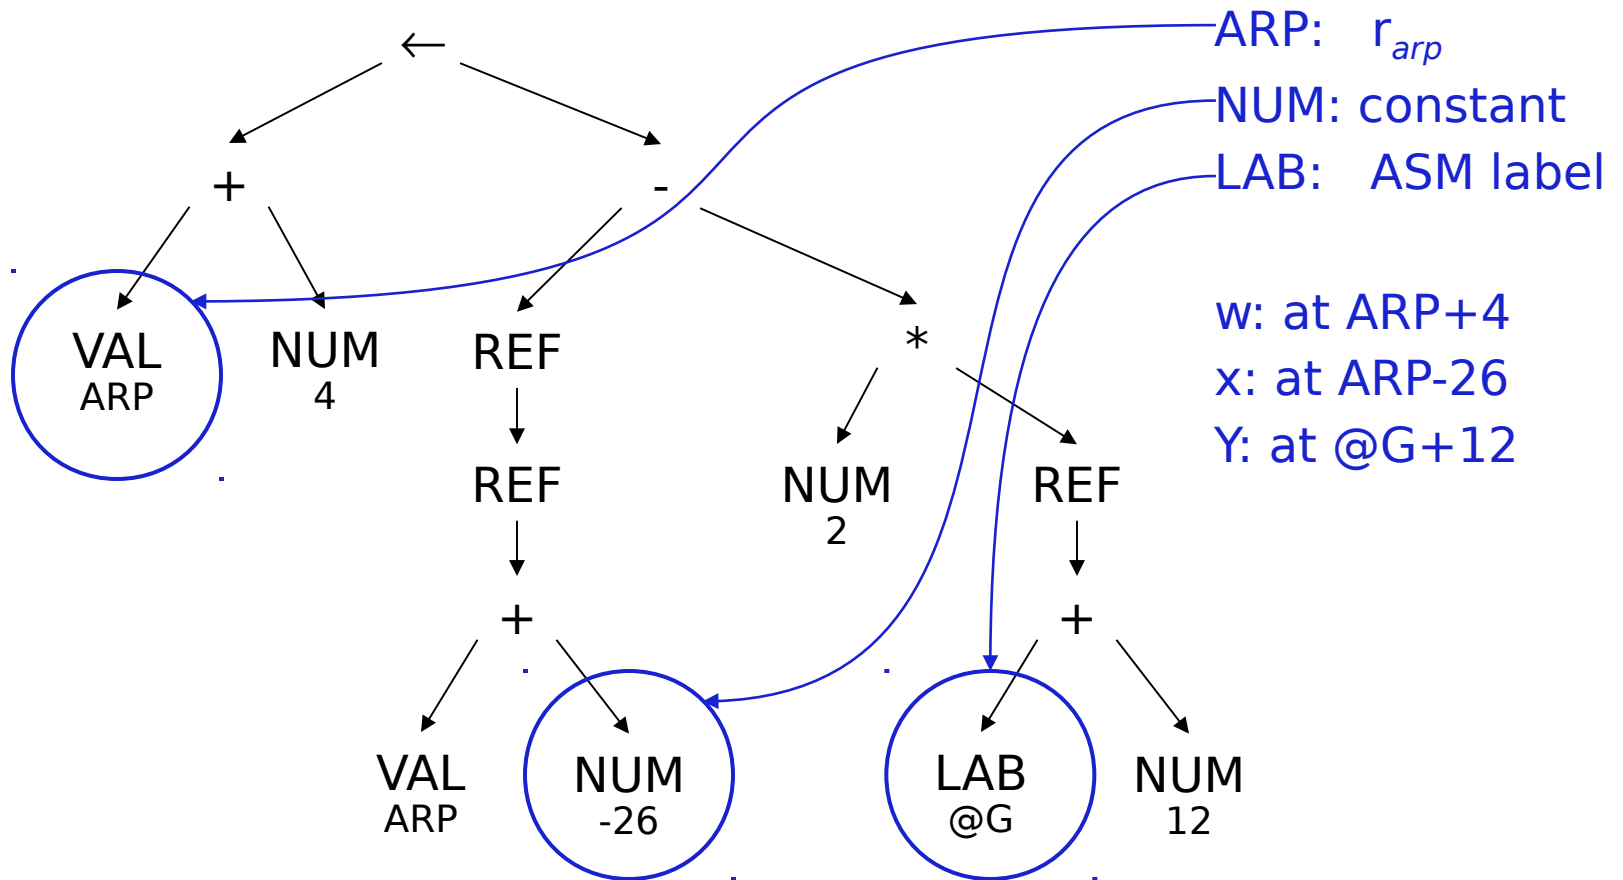 ←
ARP: r arp
NUM: constant
LAB: ASM label
+
-
w: at ARP+4
x: at ARP-26
Y: at @G+12
VAL
ARP
NUM
4
REF
*
REF
NUM
2
REF
+
+
VAL
ARP
NUM
-26
LAB
@G
NUM
12